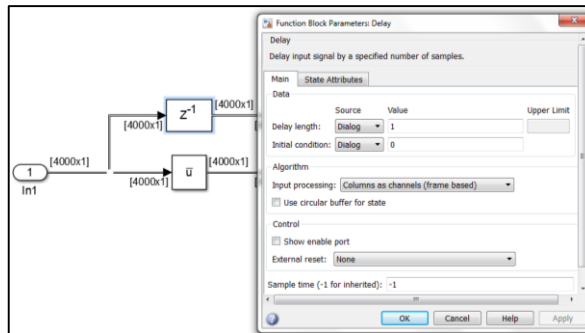 Function Block Parameters: Delay
Delay
Delay input signal by a specified number of samples.
Main State Attributes
Data
Source Value Upper Limit
Delay length: Dialog 1
Initial condition: Dialog 0
Algorithm
Input processing: Columns as channels (frame based)
Use circular buffer for state
Control
Show enable port
External reset: None
Sample time (-1 for inherited): -1
OK Cancel Help Apply
[4000x1]
z-1
[4000x1]
[4000x1]
1
In1
[4000x1]
u̅
[4000x1]